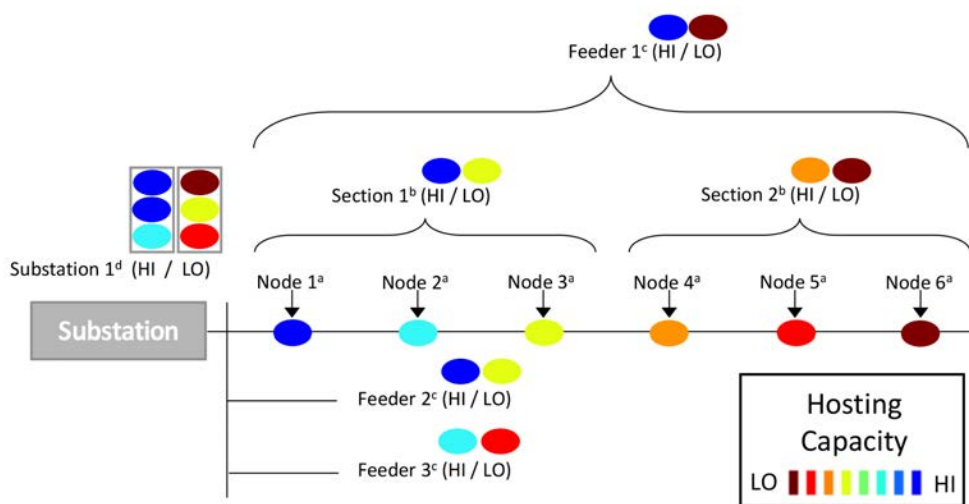 Feeder 1ᶜ (HI / LO)
Section 1ᵇ (HI / LO)
Section 2ᵇ (HI / LO)
Substation 1ᵈ (HI / LO)
Node 1ᵃ
Node 2ᵃ
Node 3ᵃ
Node 4ᵃ
Node 5ᵃ
Node 6ᵃ
Substation
Feeder 2ᶜ (HI / LO)
Feeder 3ᶜ (HI / LO)
Hosting
Capacity
LO HI